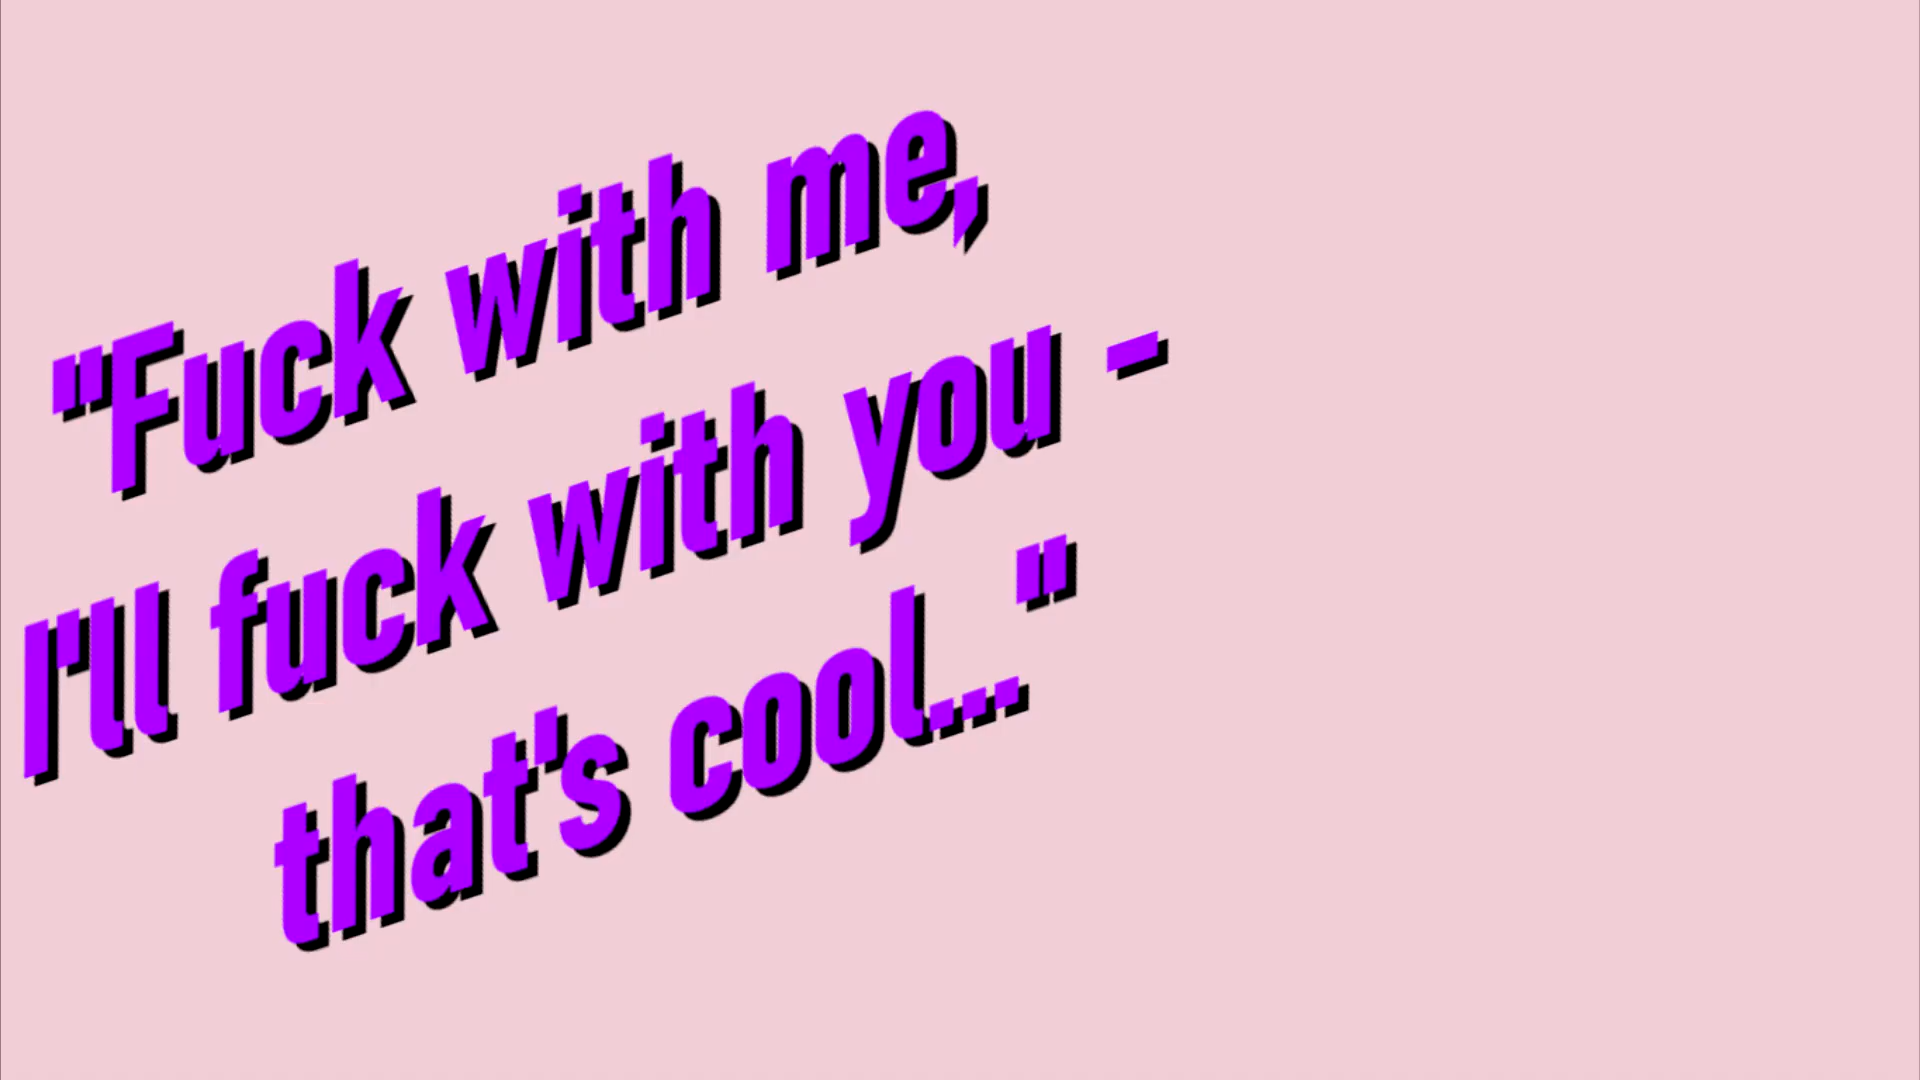 "Fuck with me,
I'll fuck with you -
that's cool..."